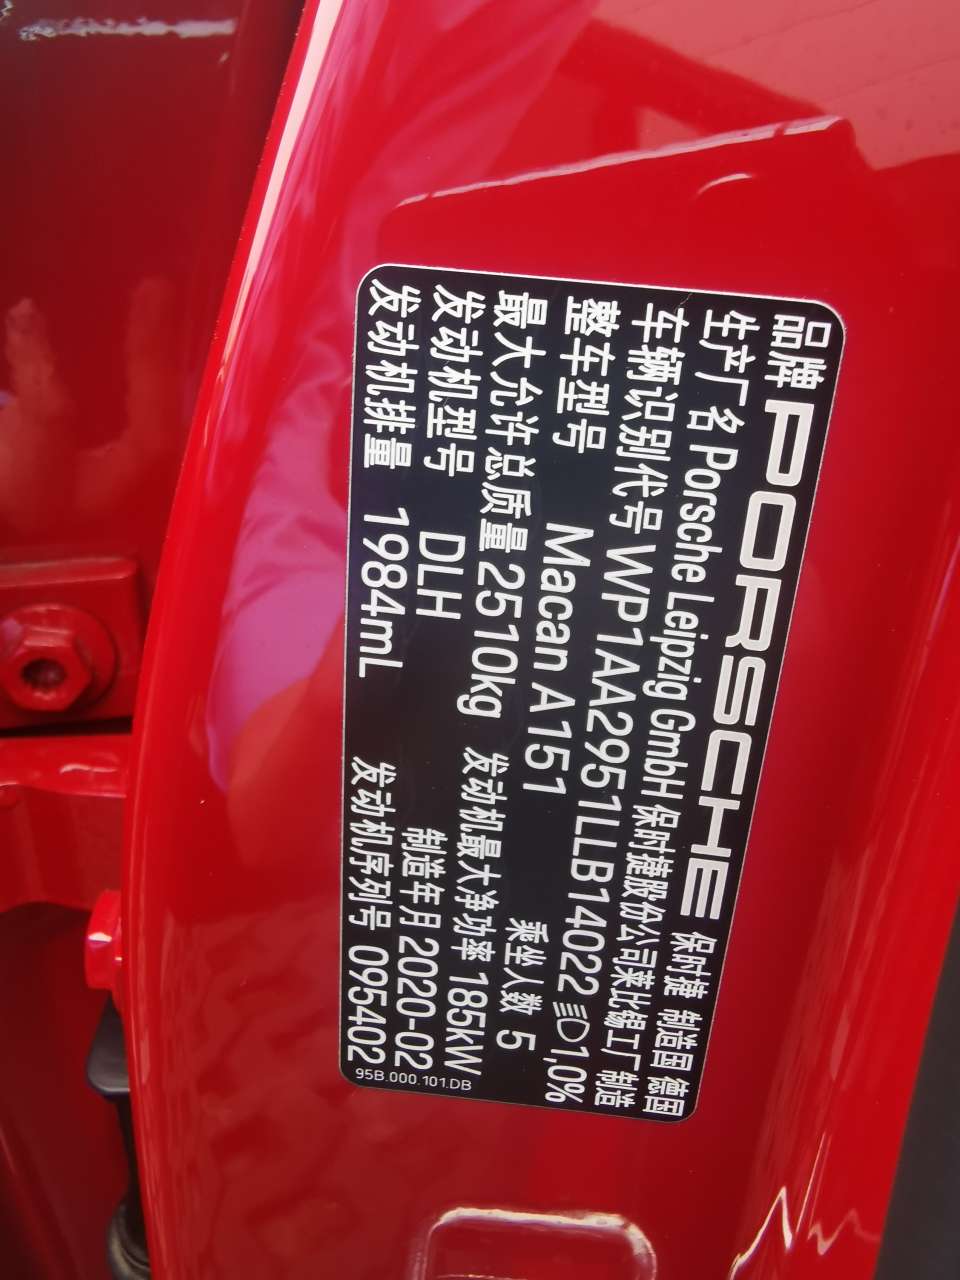 品牌 PORSCHE 保时捷 制造国 德国
生产厂名 Porsche Leipzig GmbH 保时捷股份公司莱比锡工厂制造
车辆识别代号 WP1AA2951LLB14022 1,0%
整车型号 Macan A151 乘坐人数 5
最大允许总质量 2510kg 发动机最大净功率 185kW
发动机型号 DLH 制造年月 2020-02
发动机排量 1984mL 发动机序列号 095402
95B.000.101.DB